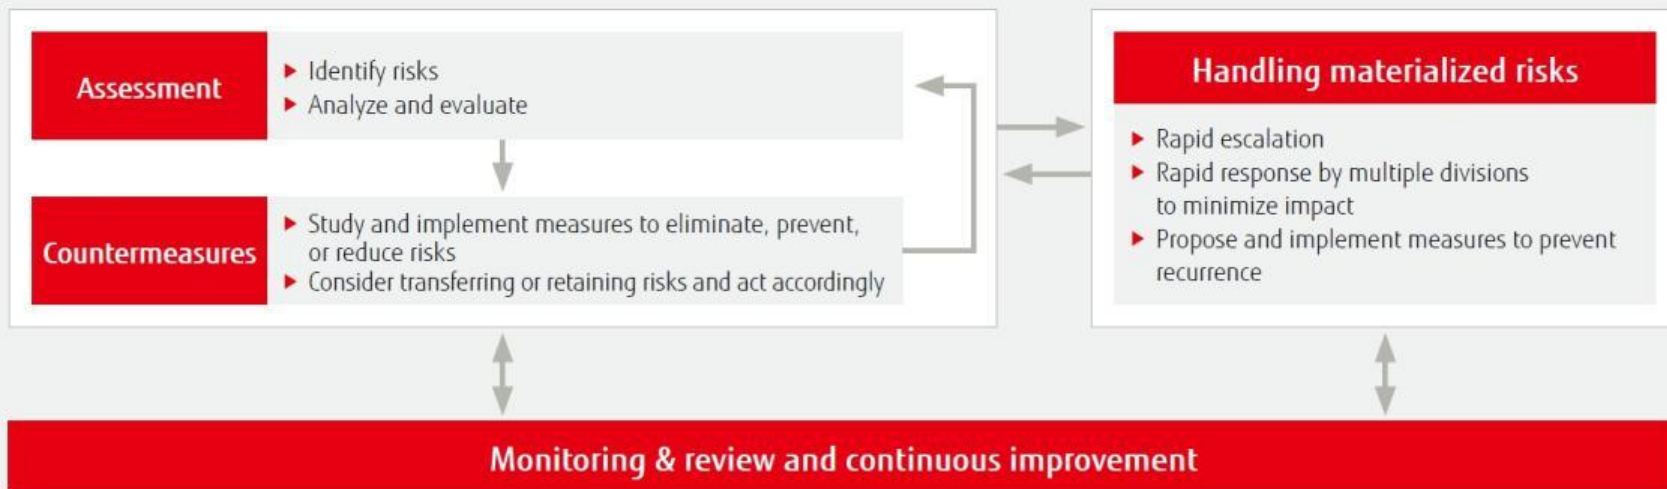 Assessment
Identify risks
Analyze and evaluate
Countermeasures
Study and implement measures to eliminate, prevent,
or reduce risks
Consider transferring or retaining risks and act accordingly
Handling materialized risks
Rapid escalation
Rapid response by multiple divisions
to minimize impact
Propose and implement measures to prevent
recurrence
Monitoring & review and continuous improvement